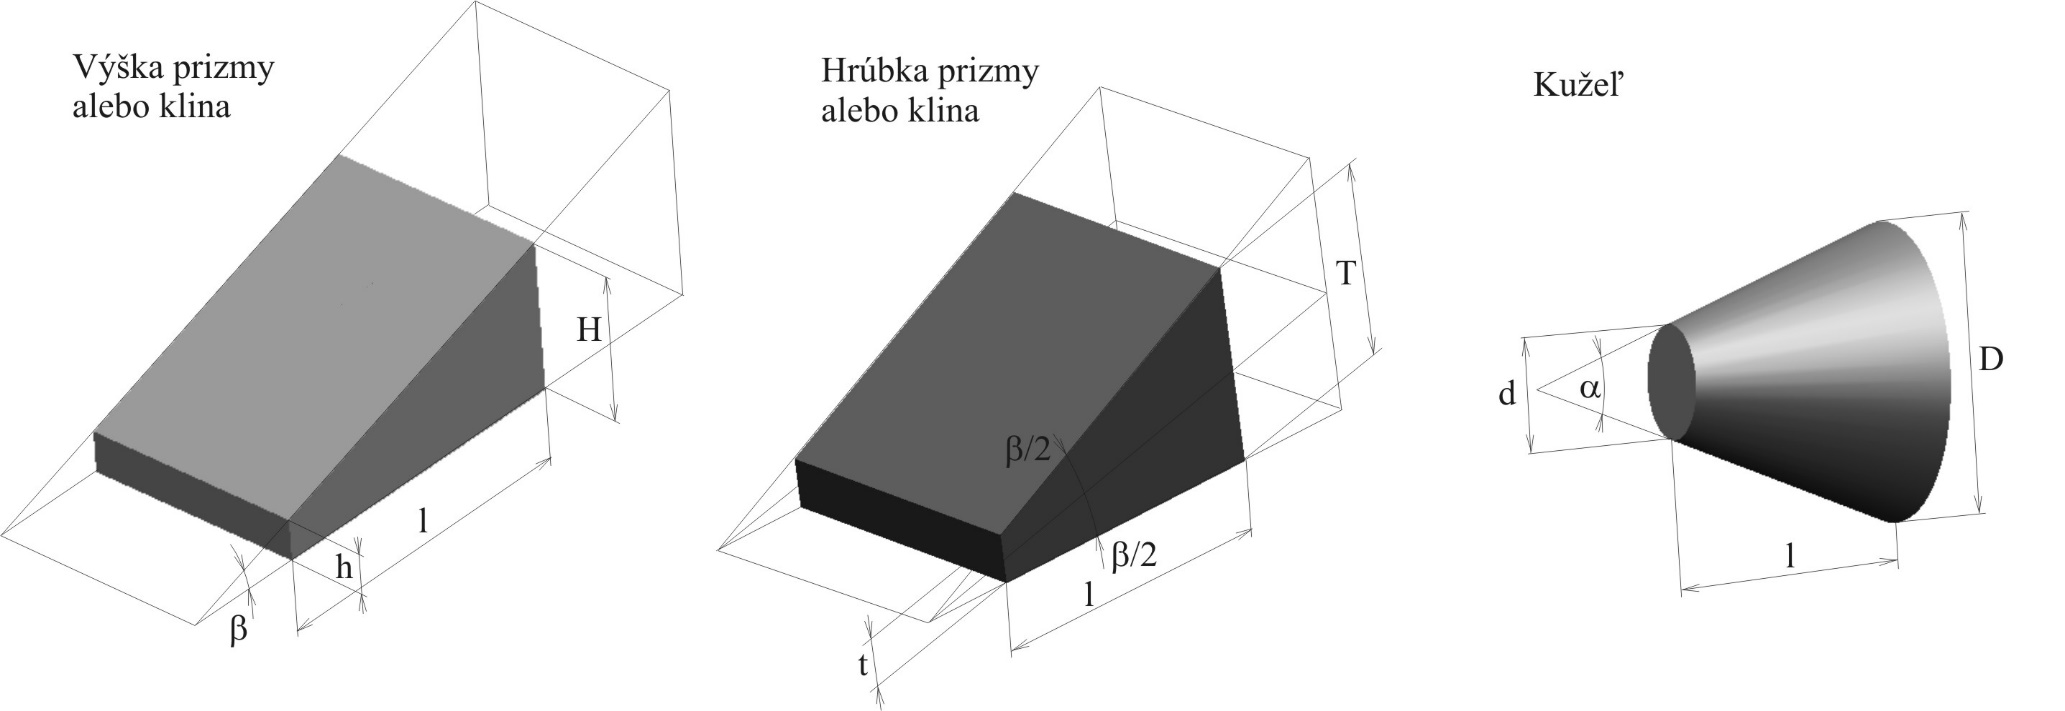 Výška prizmy
alebo klina
H
l
h
β
Hrúbka prizmy
alebo klina
T
β/2
β/2
l
t
Kužeľ
d
α
D
l